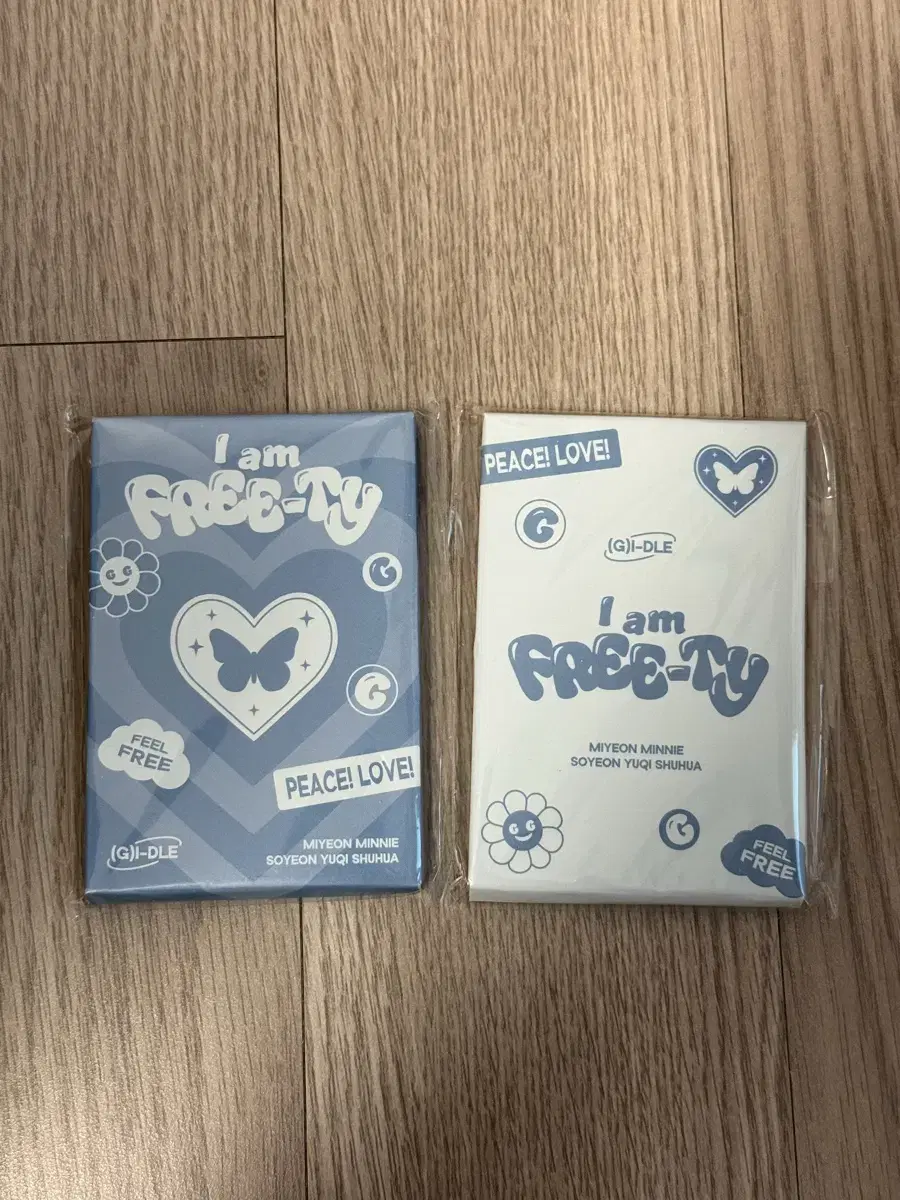 I am
FREE-TY
G G
G
G
FEEL
FREE
PEACE! LOVE!
(G)I-DLE
MIYEON MINNIE
SOYEON YUQI SHUHUA
PEACE! LOVE!
G
(G)I-DLE
I am
FREE-TY
MIYEON MINNIE
SOYEON YUQI SHUHUA
G G
G
FEEL
FREE